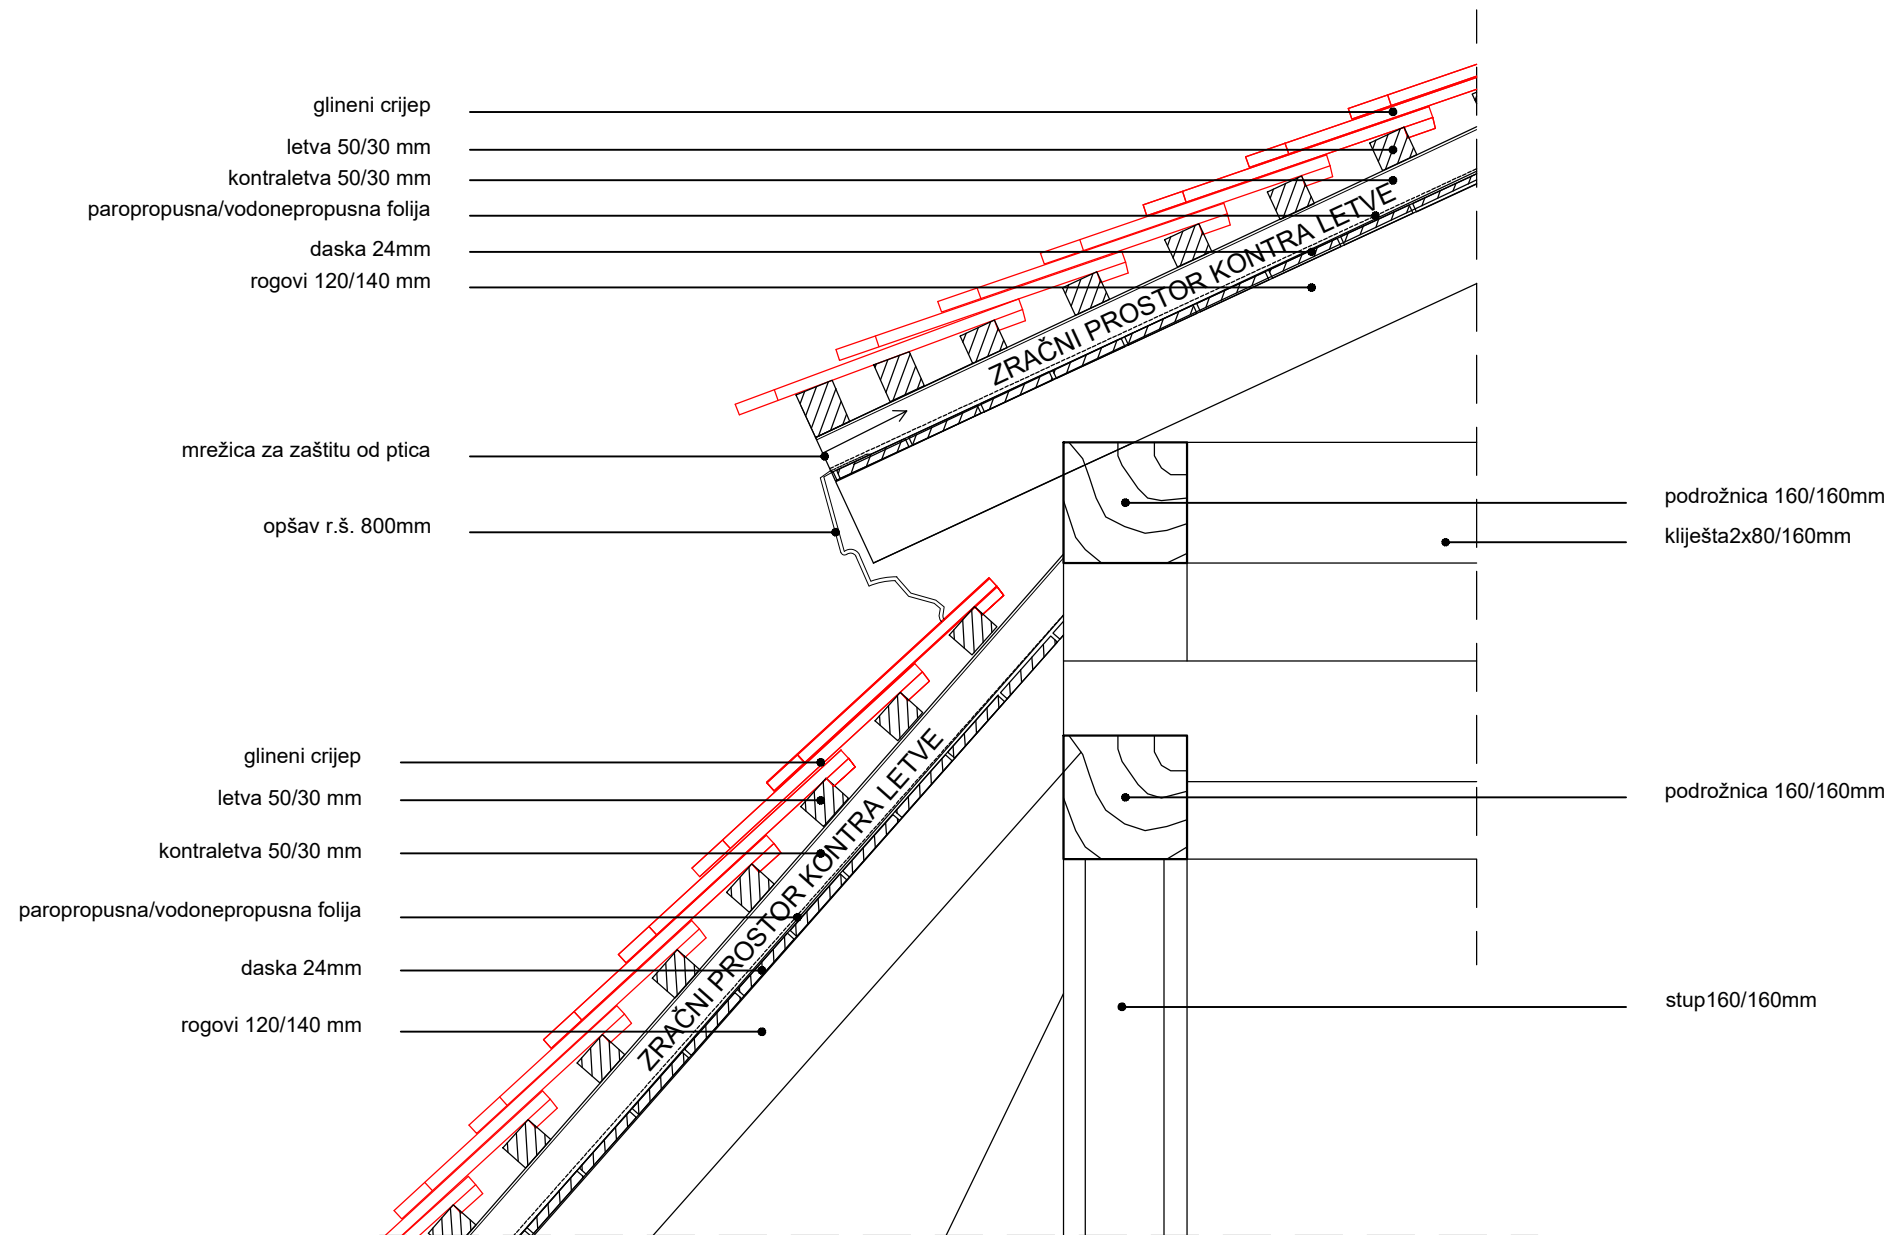 glineni crijep
letva 50/30 mm
kontraletva 50/30 mm
paropropusna/vodonepropusna folija
daska 24mm
rogovi 120/140 mm
ZRAČNI PROSTOR KONTRA LETVE
mrežica za zaštitu od ptica
opšav r.š. 800mm
podrožnica 160/160mm
kliješta2x80/160mm
glineni crijep
letva 50/30 mm
kontraletva 50/30 mm
paropropusna/vodonepropusna folija
daska 24mm
rogovi 120/140 mm
ZRAČNI PROSTOR KONTRA LETVE
podrožnica 160/160mm
stup160/160mm